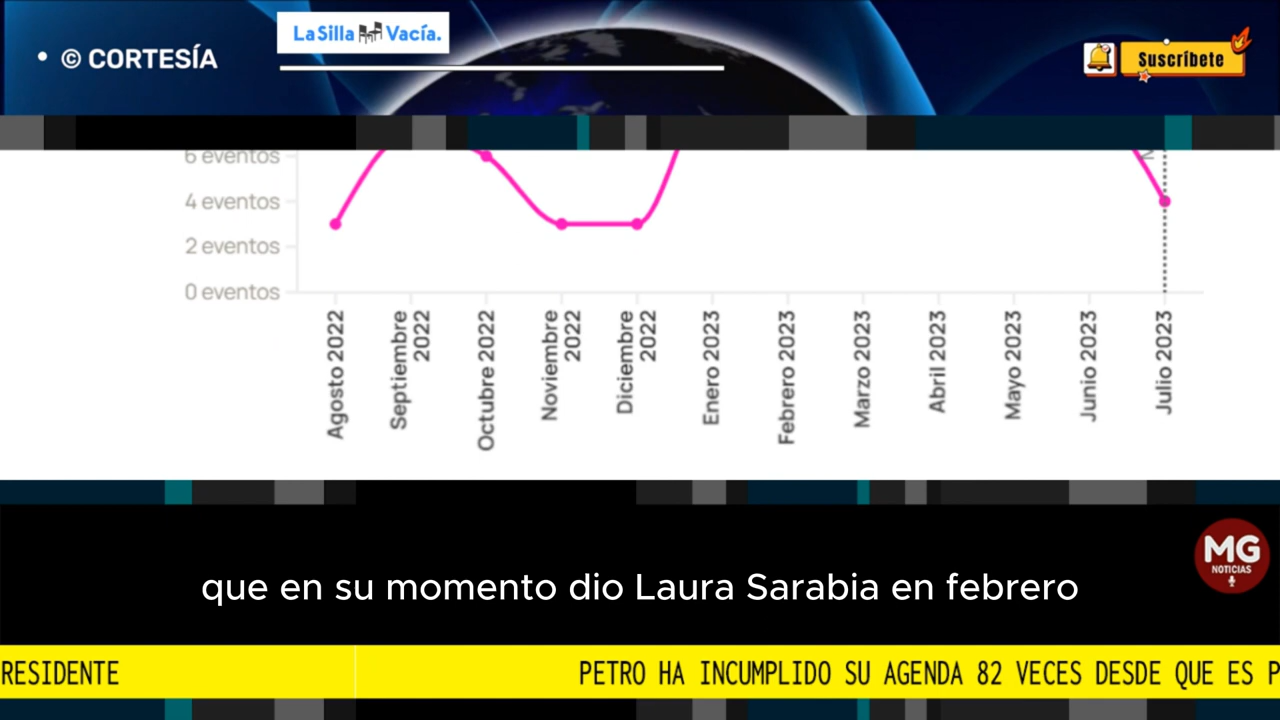 © CORTESÍA
La Silla Vacía.
Suscríbete
6 eventos
4 eventos
2 eventos
0 eventos
Agosto 2022
Septiembre
2022
Octubre 2022
Noviembre
2022
Diciembre
2022
Enero 2023
Febrero 2023
Marzo 2023
Abril 2023
Mayo 2023
Junio 2023
Julio 2023
MG
NOTICIAS
que en su momento dio Laura Sarabia en febrero
RESIDENTE
PETRO HA INCUMPLIDO SU AGENDA 82 VECES DESDE QUE ES P